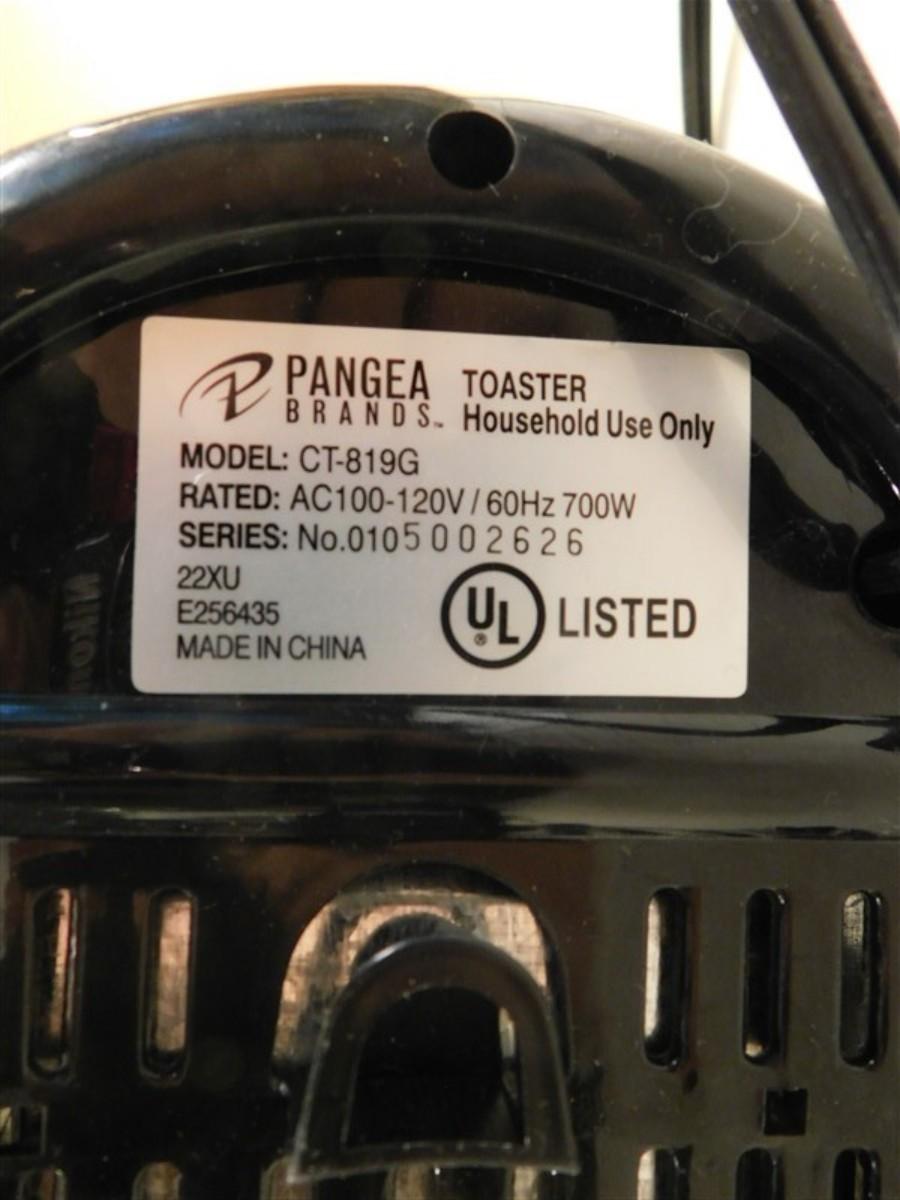 PANGEA BRANDS™
TOASTER
Household Use Only
MODEL: CT-819G
RATED: AC100-120V / 60Hz 700W
SERIES: No.0105002626
22XU
E256435
MADE IN CHINA
UL® LISTED